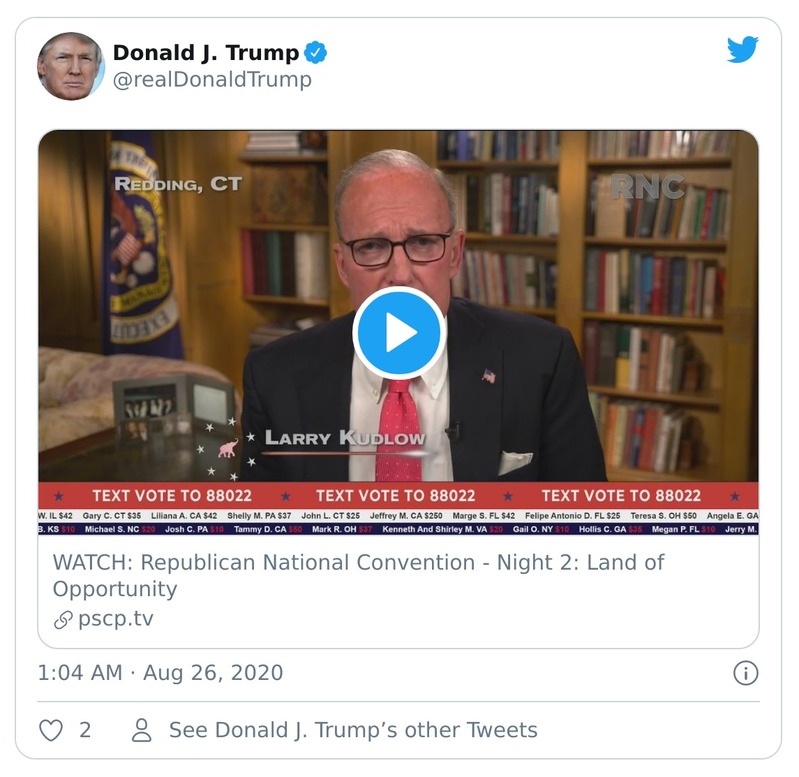 Donald J. Trump
@realDonaldTrump
REDDING, CT
RNC
EXECUTI
LARRY KUDLOW
TEXT VOTE TO 88022 TEXT VOTE TO 88022 TEXT VOTE TO 88022
W. IL $42 Gary C. CT $35 Liliana A. CA $42 Shelly M. PA $37 John L. CT $25 Jeffrey M. CA $250 Marge S. FL $42 Felipe Antonio D. FL $25 Teresa S. OH $50 Angela E. GA
B. KS $10 Michael S. NC $20 Josh C. PA $10 Tammy D. CA $50 Mark R. OH $37 Kenneth And Shirley M. VA $20 Gail O. NY $10 Hollis C. GA $35 Megan P. FL $10 Jerry M.
WATCH: Republican National Convention - Night 2: Land of
Opportunity
pscp.tv
1:04 AM · Aug 26, 2020
2 See Donald J. Trump’s other Tweets